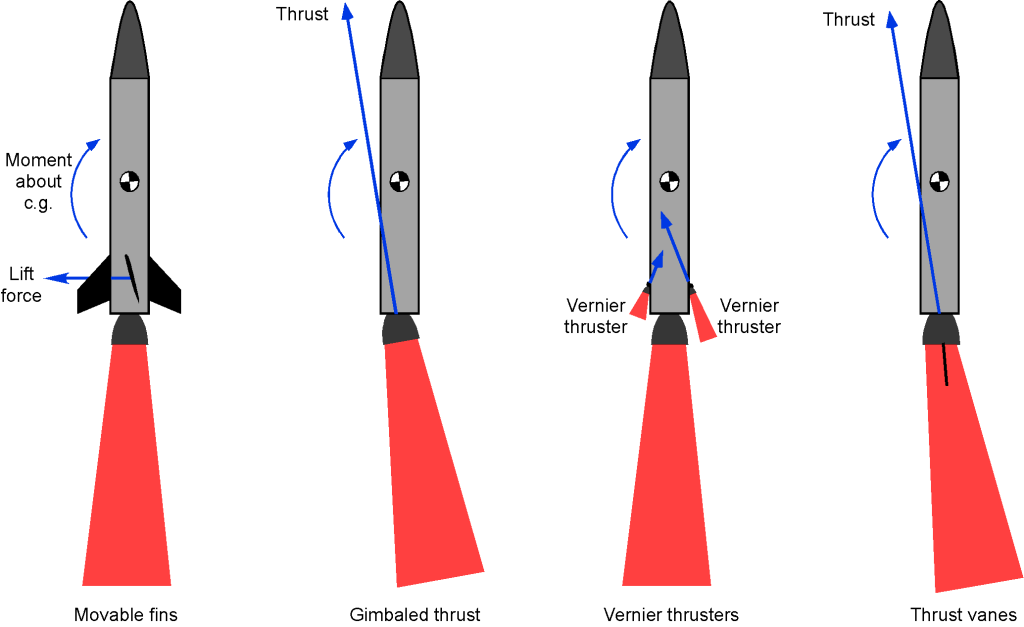 Thrust
Thrust
Moment
about
c.g.
Lift
force
Vernier
thruster
Vernier
thruster
Movable fins
Gimbaled thrust
Vernier thrusters
Thrust vanes